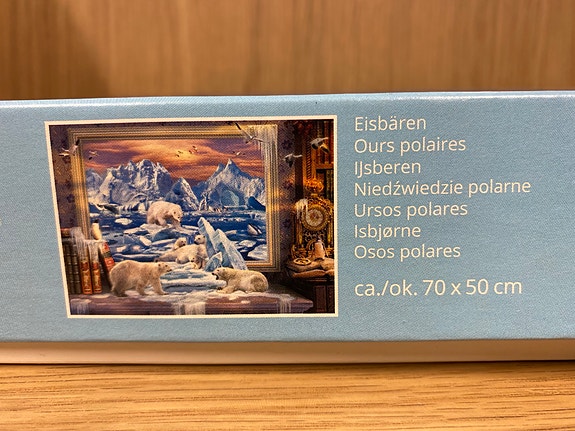 Eisbären
Ours polaires
IJsberen
Niedźwiedzie polarne
Ursos polares
Isbjørne
Osos polares
ca./ok. 70 x 50 cm